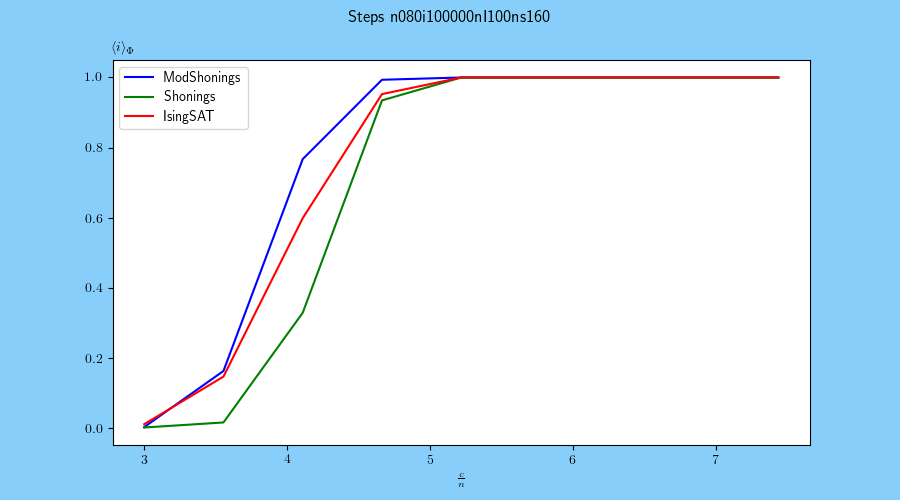 Steps n080i100000nl100ns160
⟨i⟩Φ
ModShonings
Shonings
IsingSAT
1.0
0.8
0.6
0.4
0.2
0.0
3 4 5 6 7
c/n